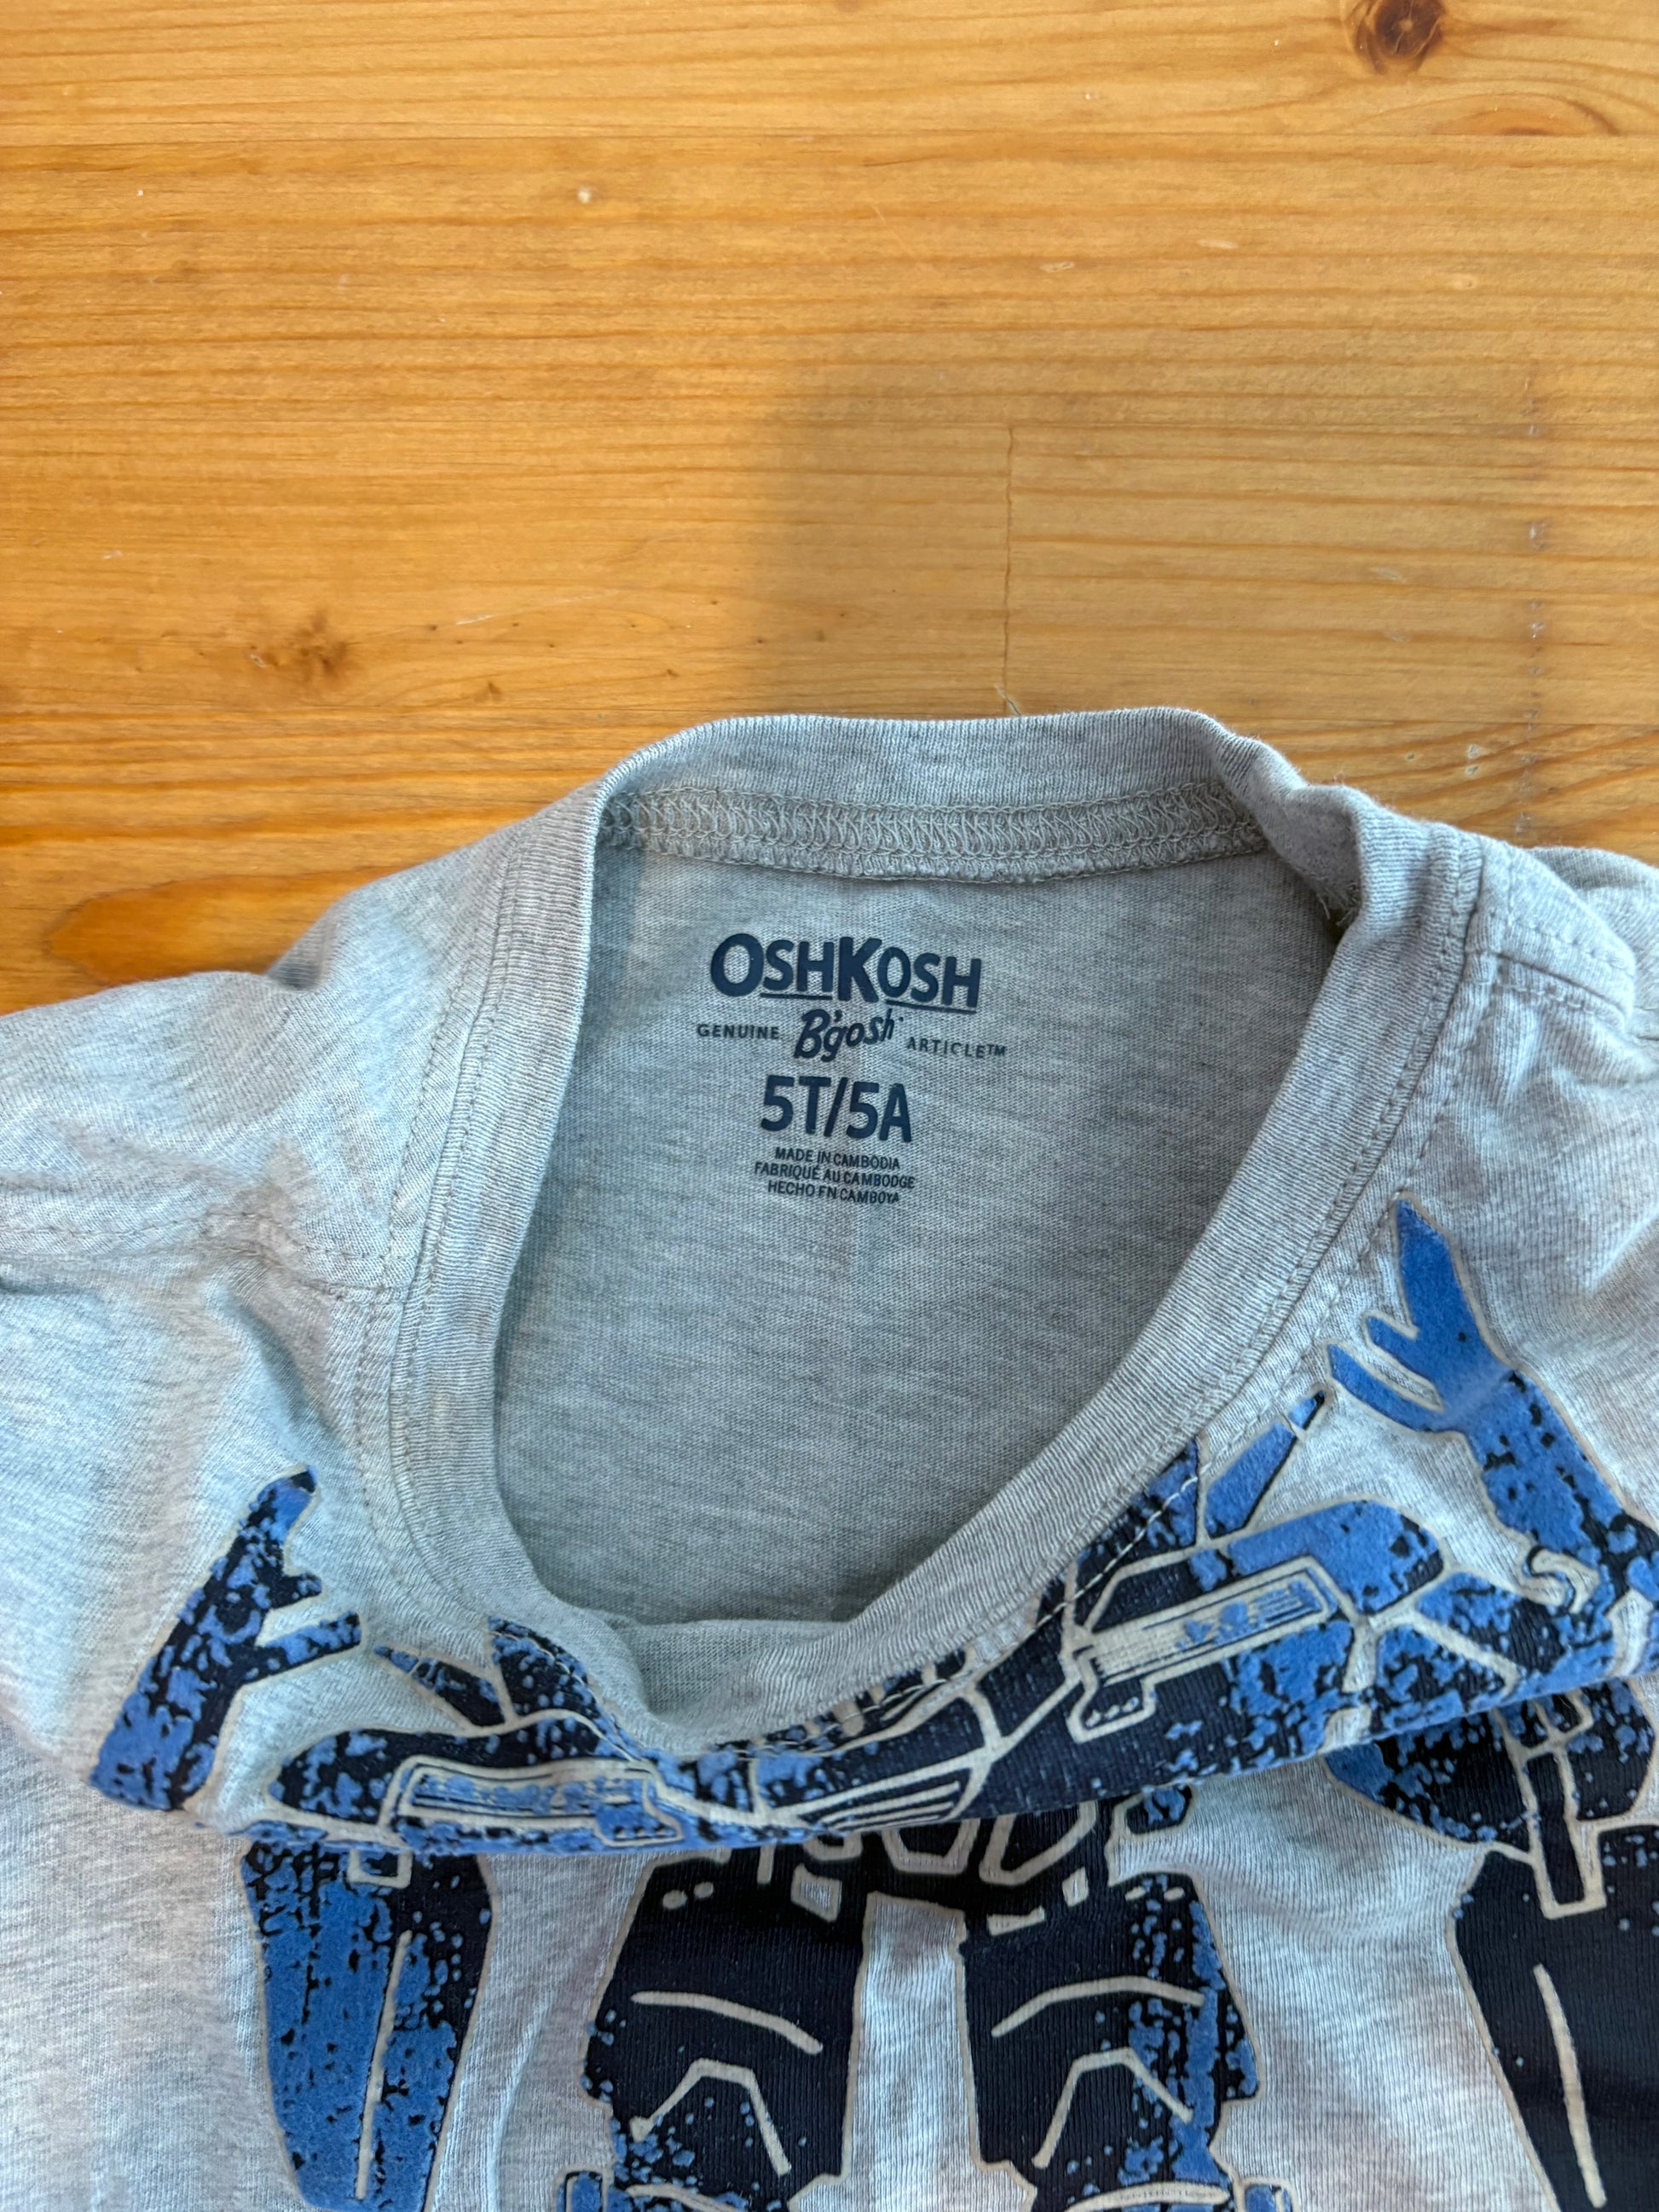 OSHKOSH
GENUINE B'gosh ARTICLE™
5T/5A
MADE IN CAMBODIA
FABRIQUÉ AU CAMBODGE
HECHO EN CAMBOYA